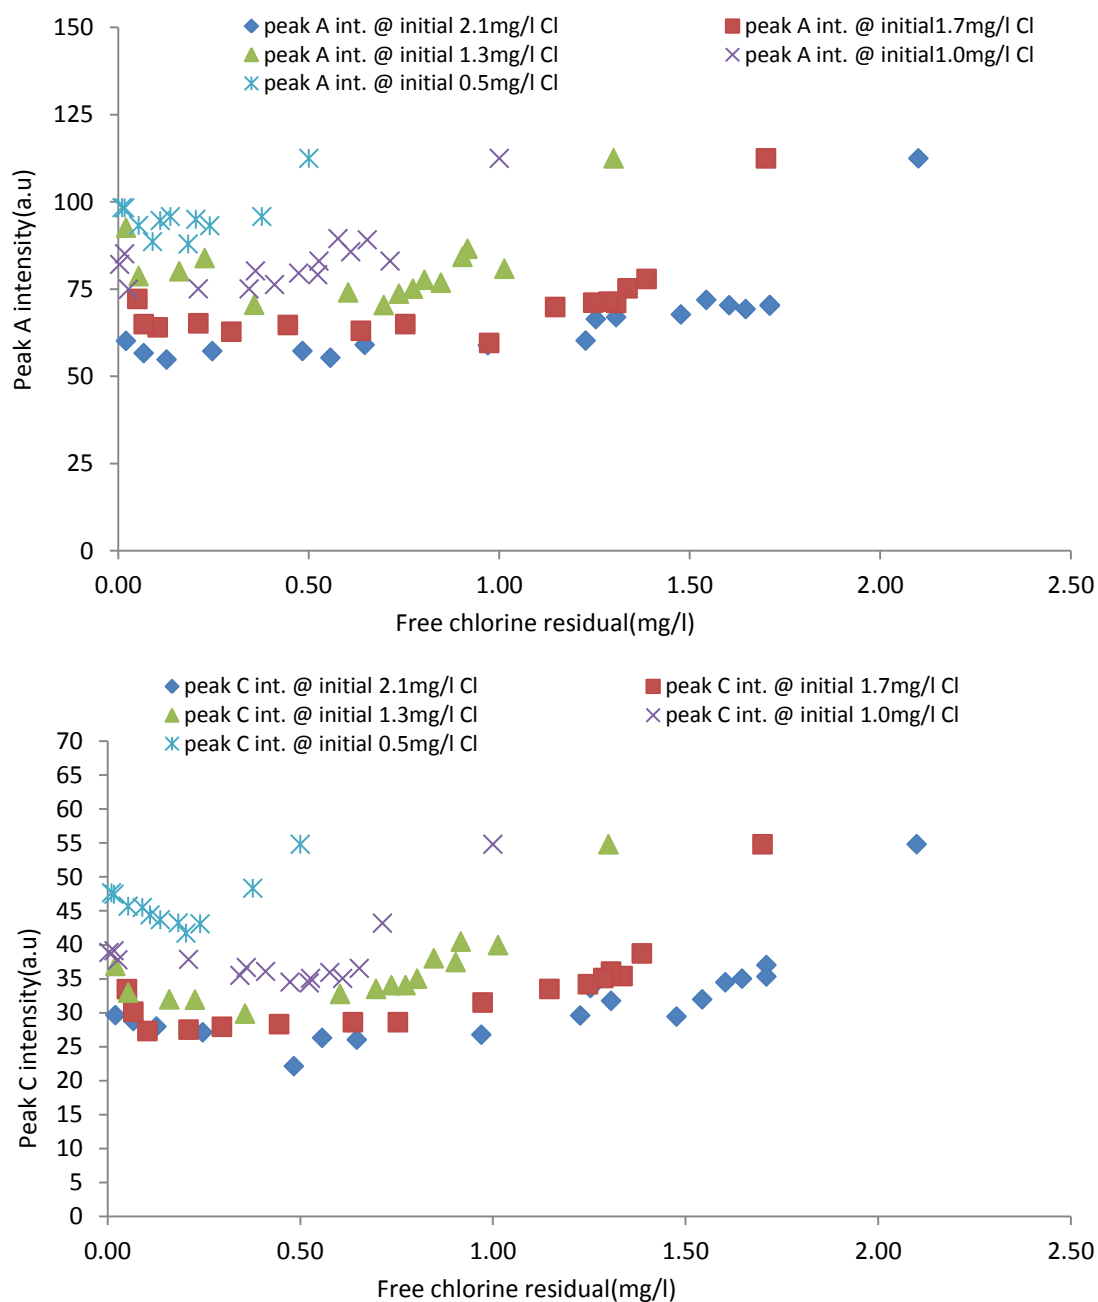 peak A int. @ initial 2.1mg/l Cl peak A int. @ initial1.7mg/l Cl
peak A int. @ initial 1.3mg/l Cl peak A int. @ initial1.0mg/l Cl
peak A int. @ initial 0.5mg/l Cl
150
125
100
75
50
25
0
Peak A intensity(a.u)
0.00 0.50 1.00 1.50 2.00 2.50
Free chlorine residual(mg/l)
peak C int. @ initial 2.1mg/l Cl peak C int. @ initial 1.7mg/l Cl
peak C int. @ initial 1.3mg/l Cl peak C int. @ initial 1.0mg/l Cl
peak C int. @ initial 0.5mg/l Cl
70
65
60
55
50
45
40
35
30
25
20
15
10
5
0
Peak C intensity(a.u)
0.00 0.50 1.00 1.50 2.00 2.50
Free chlorine residual(mg/l)